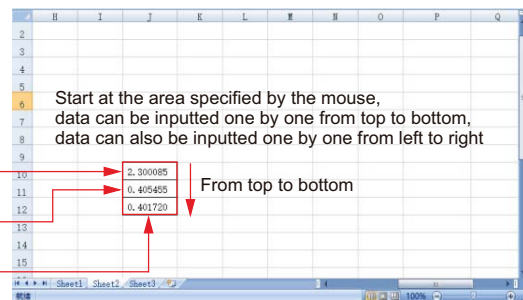 H I J K L M N O P Q
2
3
4
5
6
Start at the area specified by the mouse,
7
data can be inputted one by one from top to bottom,
8
data can also be inputted one by one from left to right
9
10 2.300085
11 0.405455 From top to bottom
12 0.401720
13
14
15
Sheet1 Sheet2 Sheet3
就绪 100%